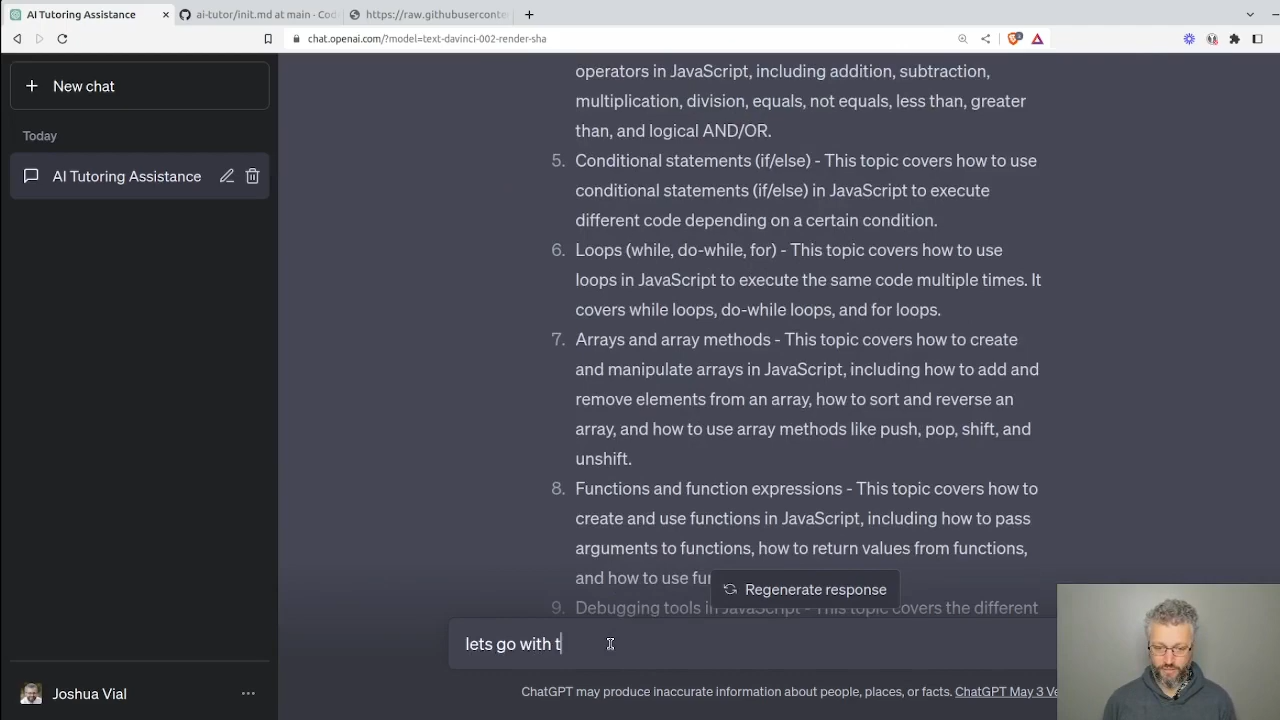 AI Tutoring Assistance
ai-tutor/init.md at main - Cod
https://raw.githubuserconte
chat.openai.com/?model=text-davinci-002-render-sha
New chat
Today
AI Tutoring Assistance
operators in JavaScript, including addition, subtraction,
multiplication, division, equals, not equals, less than, greater
than, and logical AND/OR.
5. Conditional statements (if/else) - This topic covers how to use
conditional statements (if/else) in JavaScript to execute
different code depending on a certain condition.
6. Loops (while, do-while, for) - This topic covers how to use
loops in JavaScript to execute the same code multiple times. It
covers while loops, do-while loops, and for loops.
7. Arrays and array methods - This topic covers how to create
and manipulate arrays in JavaScript, including how to add and
remove elements from an array, how to sort and reverse an
array, and how to use array methods like push, pop, shift, and
unshift.
8. Functions and function expressions - This topic covers how to
create and use functions in JavaScript, including how to pass
arguments to functions, how to return values from functions,
and how to use fu
Regenerate response
9. Debugging tools in JavaScript - This topic covers the different
lets go with t
ChatGPT may produce inaccurate information about people, places, or facts. ChatGPT May 3 Ve
Joshua Vial